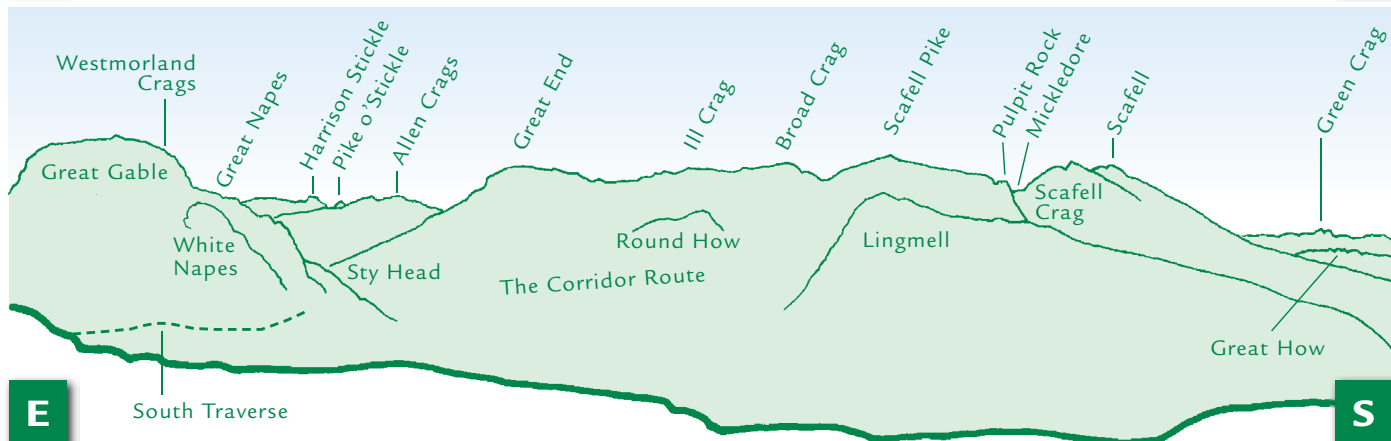 Westmorland
Crags
Great Napes
Harrison Stickle
Pike o'Stickle
Allen Crags
Great End
Ill Crag
Broad Crag
Scafell Pike
Pulpit Rock
Mickledore
Scafell
Green Crag
Great Gable
White
Napes
Sty Head
Round How
The Corridor Route
Lingmell
Scafell
Crag
Great How
South Traverse
E
S